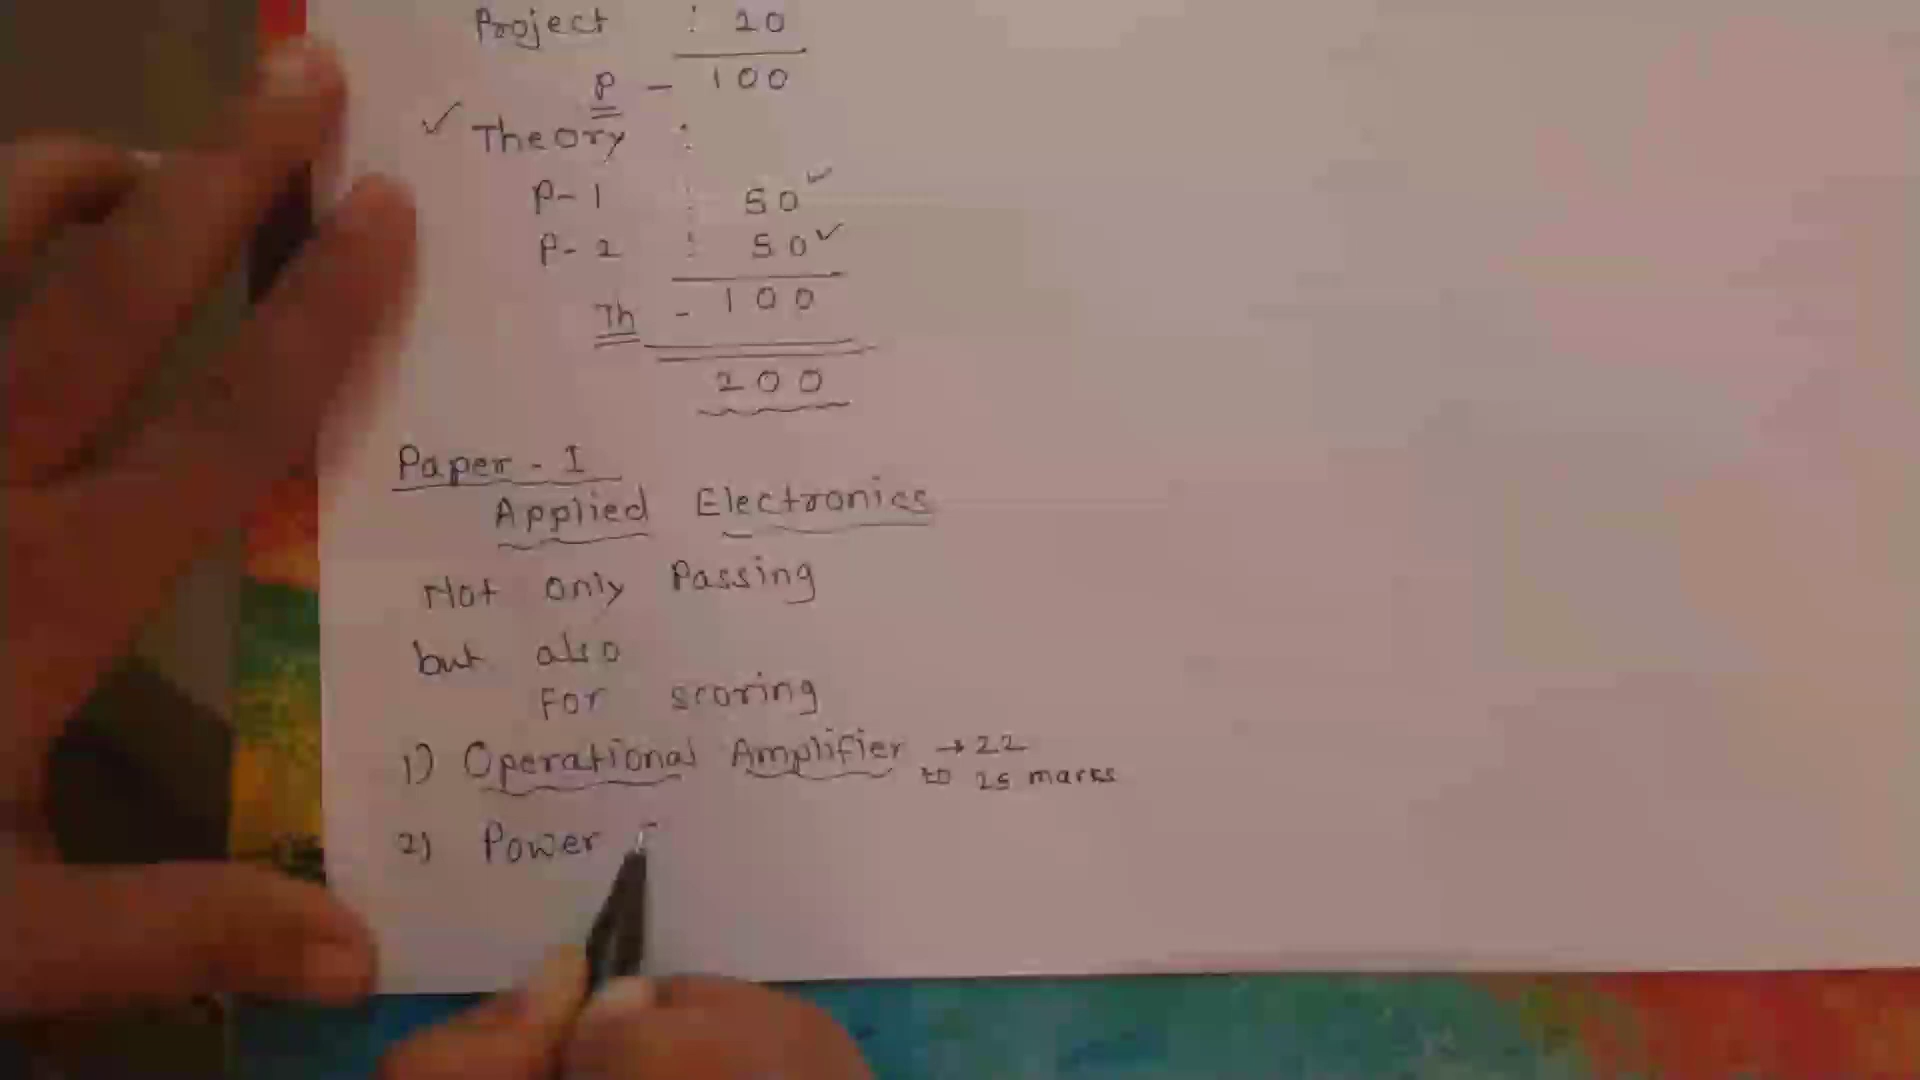 Project : 20
P - 100
✓ Theory :
P-1 : 50 ✓
P-2 : 50 ✓
Th - 100
200
Paper - I
Applied Electronics
Not only Passing
but also
For scoring
1) Operational Amplifier → 22
to 25 marks
2) Power